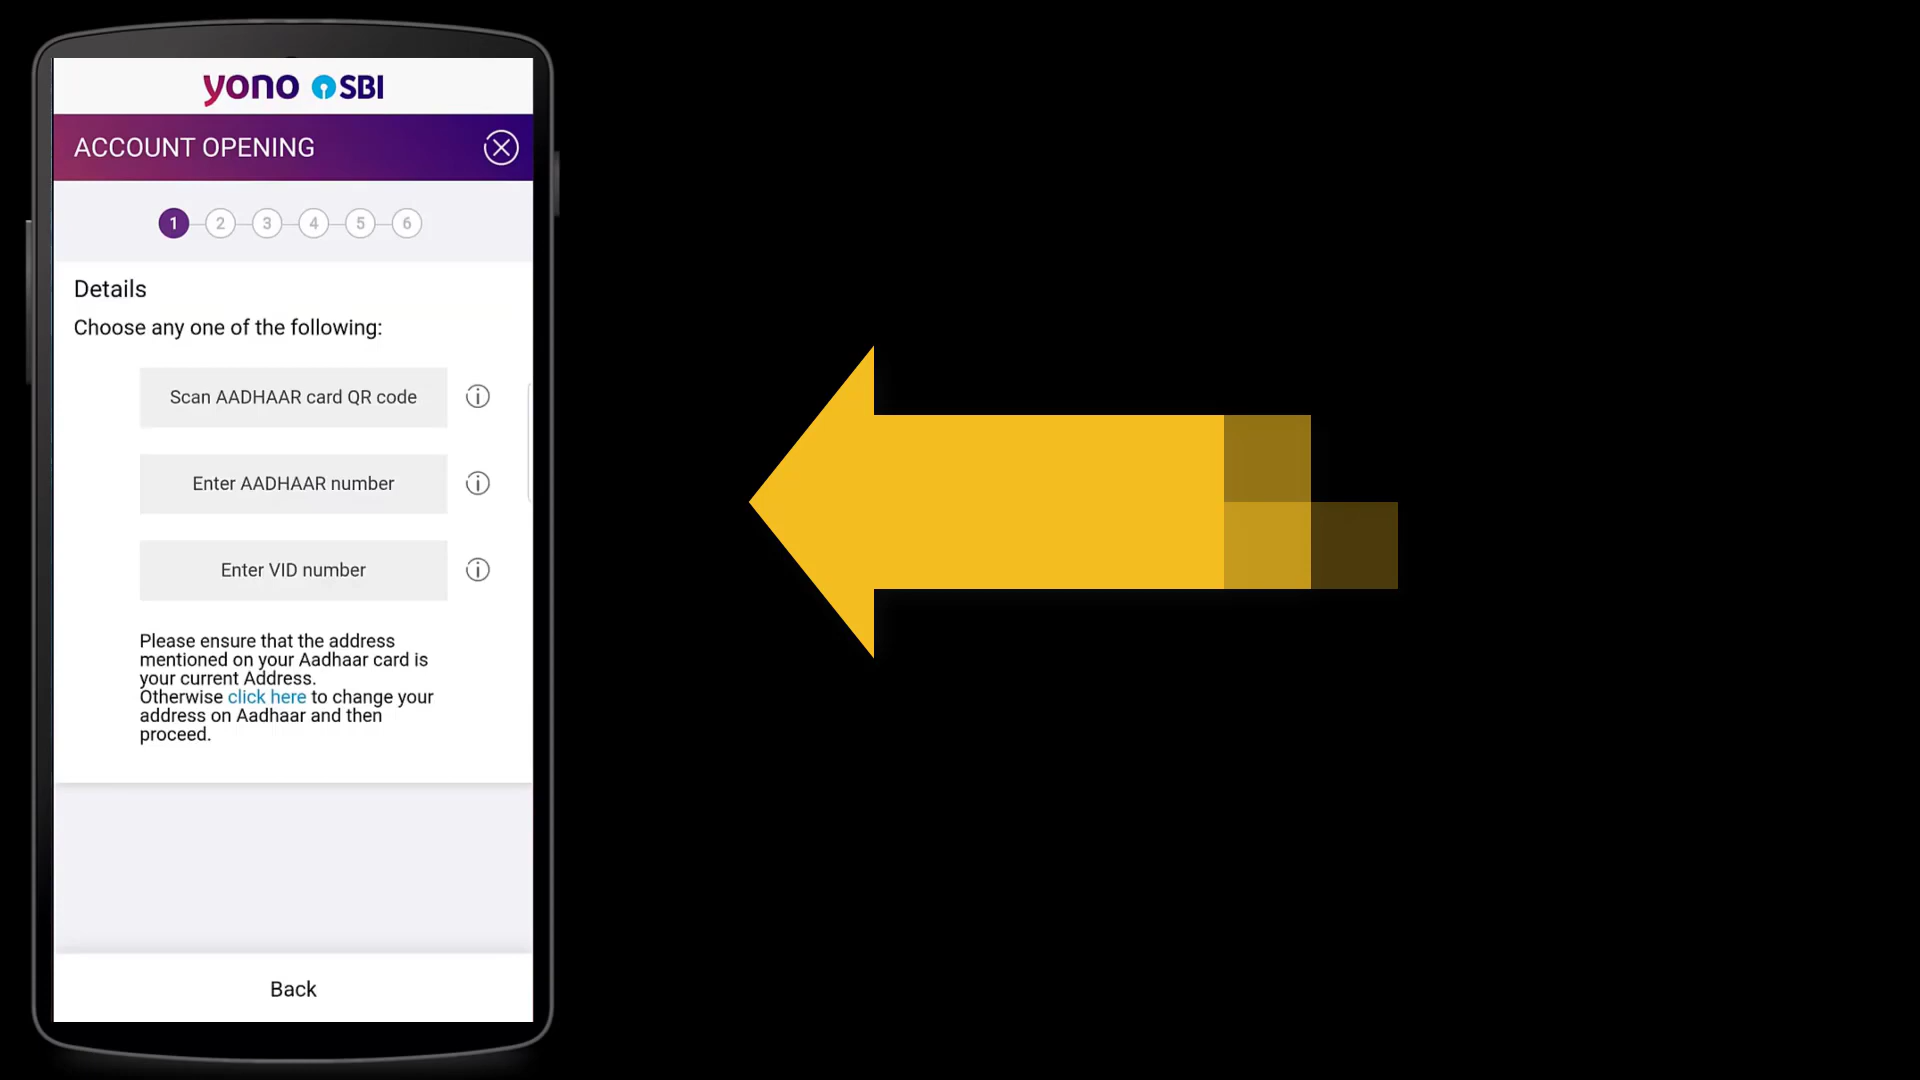 yono SBI
ACCOUNT OPENING
1 2 3 4 5 6
Details
Choose any one of the following:
Scan AADHAAR card QR code
Enter AADHAAR number
Enter VID number
Please ensure that the address
mentioned on your Aadhaar card is
your current Address.
Otherwise click here to change your
address on Aadhaar and then
proceed.
Back